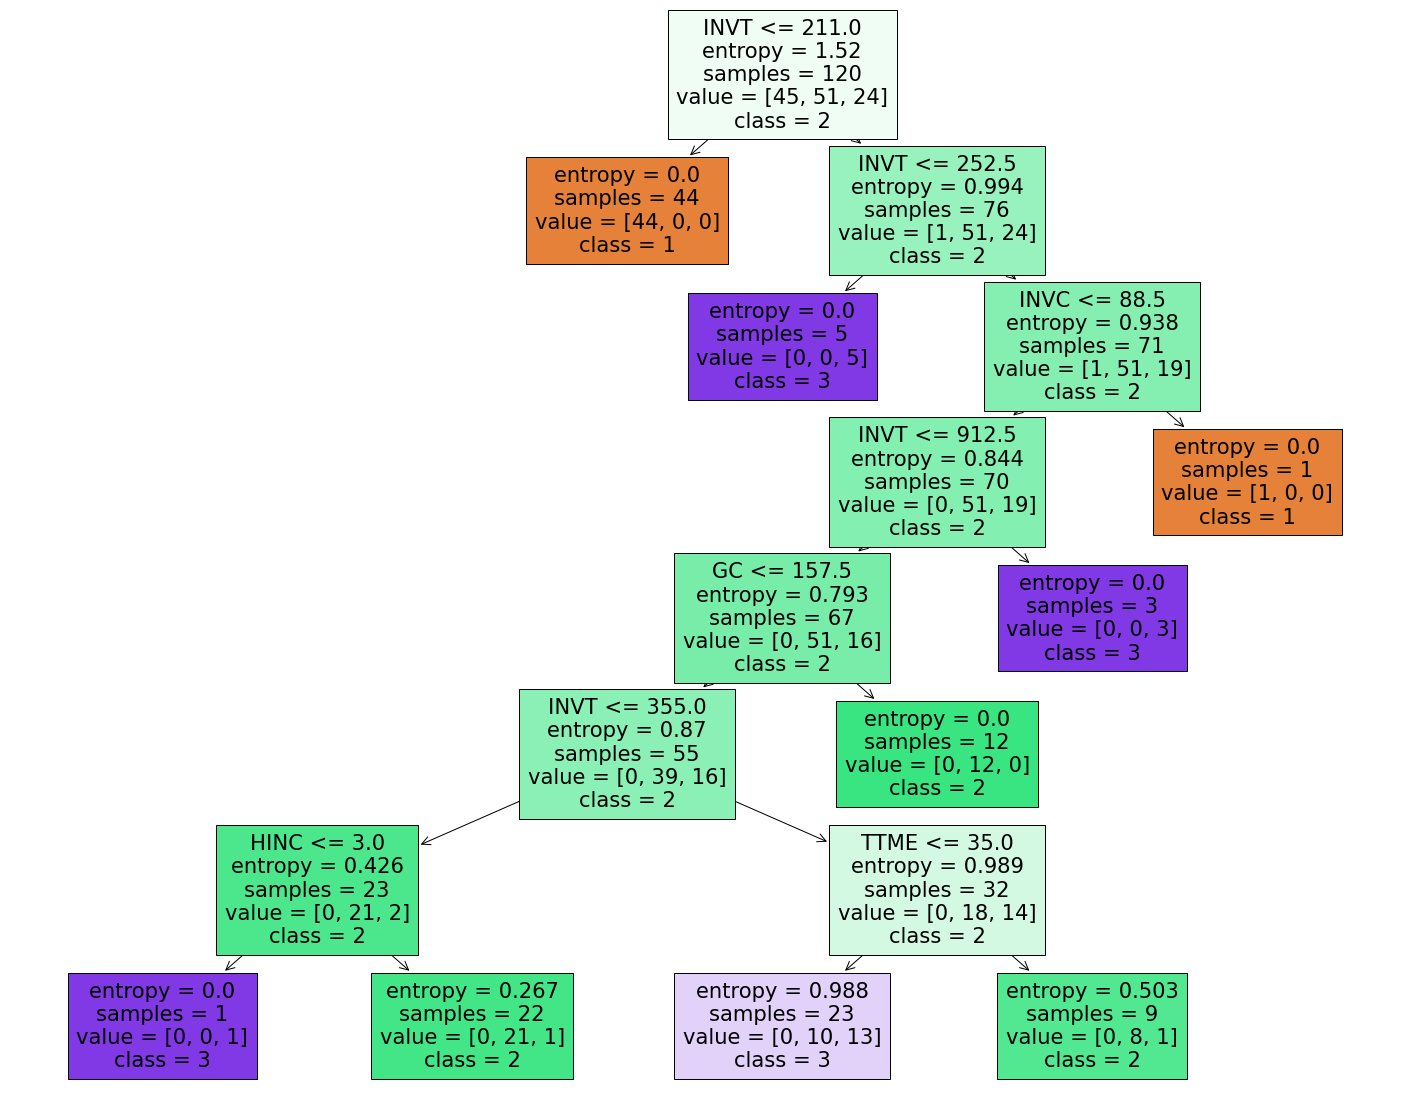 INVT <= 211.0
entropy = 1.52
samples = 120
value = [45, 51, 24]
class = 2
entropy = 0.0
samples = 44
value = [44, 0, 0]
class = 1
INVT <= 252.5
entropy = 0.994
samples = 76
value = [1, 51, 24]
class = 2
entropy = 0.0
samples = 5
value = [0, 0, 5]
class = 3
INVC <= 88.5
entropy = 0.938
samples = 71
value = [1, 51, 19]
class = 2
INVT <= 912.5
entropy = 0.844
samples = 70
value = [0, 51, 19]
class = 2
entropy = 0.0
samples = 1
value = [1, 0, 0]
class = 1
GC <= 157.5
entropy = 0.793
samples = 67
value = [0, 51, 16]
class = 2
entropy = 0.0
samples = 3
value = [0, 0, 3]
class = 3
INVT <= 355.0
entropy = 0.87
samples = 55
value = [0, 39, 16]
class = 2
entropy = 0.0
samples = 12
value = [0, 12, 0]
class = 2
HINC <= 3.0
entropy = 0.426
samples = 23
value = [0, 21, 2]
class = 2
TTME <= 35.0
entropy = 0.989
samples = 32
value = [0, 18, 14]
class = 2
entropy = 0.0
samples = 1
value = [0, 0, 1]
class = 3
entropy = 0.267
samples = 22
value = [0, 21, 1]
class = 2
entropy = 0.988
samples = 23
value = [0, 10, 13]
class = 3
entropy = 0.503
samples = 9
value = [0, 8, 1]
class = 2